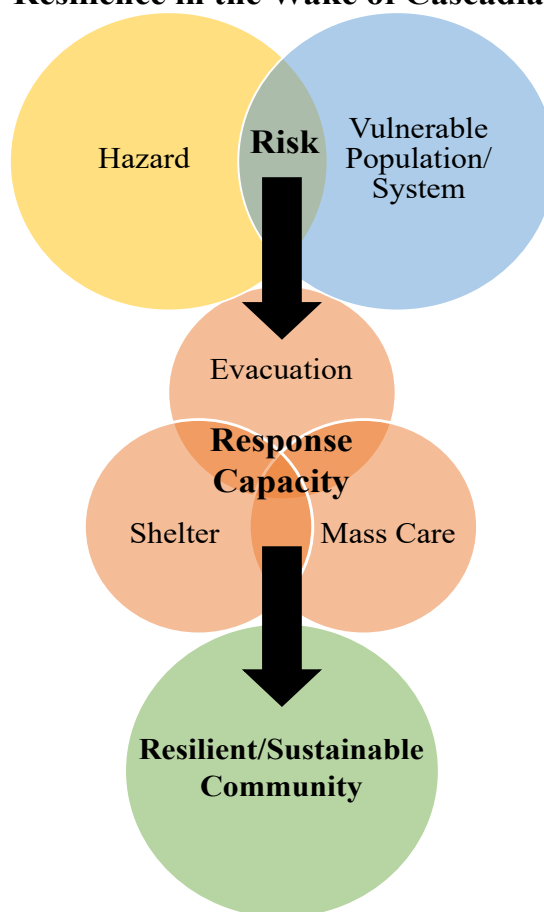 Resilience in the Wake of Cascadia
Hazard
Risk
Vulnerable
Population/
System
Evacuation
Response
Capacity
Shelter
Mass Care
Resilient/Sustainable
Community